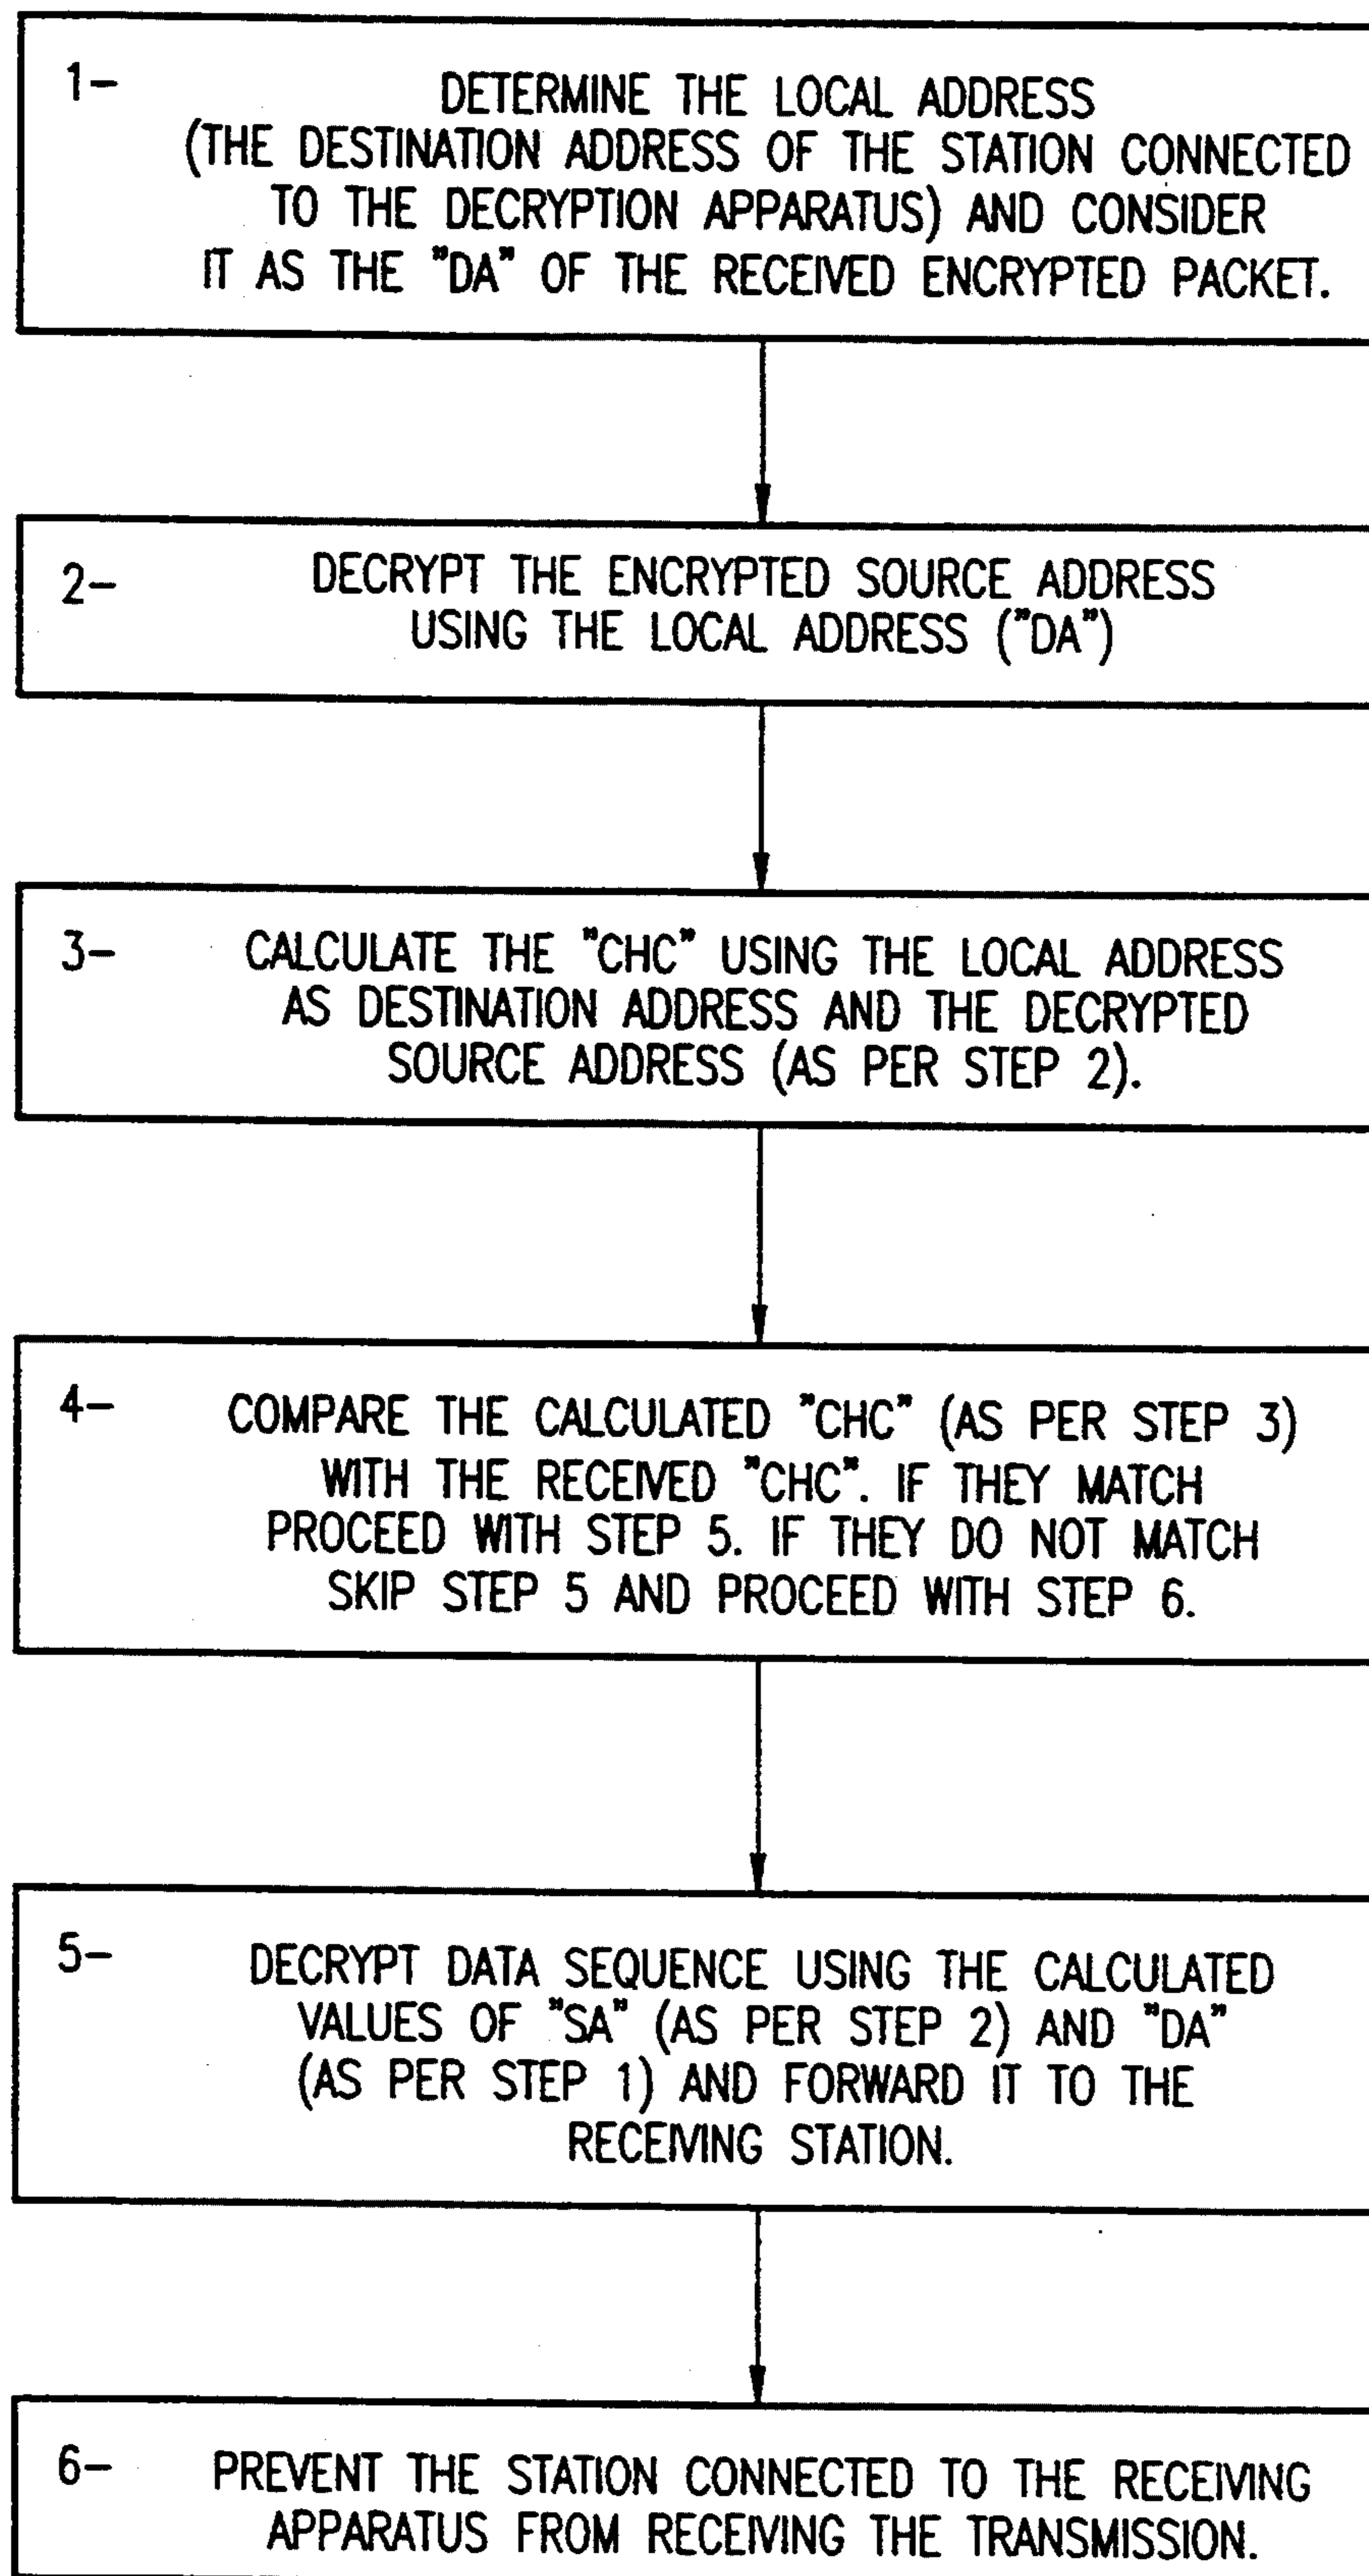 1-
DETERMINE THE LOCAL ADDRESS
(THE DESTINATION ADDRESS OF THE STATION CONNECTED
TO THE DECRYPTION APPARATUS) AND CONSIDER
IT AS THE "DA" OF THE RECEIVED ENCRYPTED PACKET.
2-
DECRYPT THE ENCRYPTED SOURCE ADDRESS
USING THE LOCAL ADDRESS ("DA")
3-
CALCULATE THE "CHC" USING THE LOCAL ADDRESS
AS DESTINATION ADDRESS AND THE DECRYPTED
SOURCE ADDRESS (AS PER STEP 2).
4-
COMPARE THE CALCULATED "CHC" (AS PER STEP 3)
WITH THE RECEIVED "CHC". IF THEY MATCH
PROCEED WITH STEP 5. IF THEY DO NOT MATCH
SKIP STEP 5 AND PROCEED WITH STEP 6.
5-
DECRYPT DATA SEQUENCE USING THE CALCULATED
VALUES OF "SA" (AS PER STEP 2) AND "DA"
(AS PER STEP 1) AND FORWARD IT TO THE
RECEIVING STATION.
6-
PREVENT THE STATION CONNECTED TO THE RECEIVING
APPARATUS FROM RECEIVING THE TRANSMISSION.